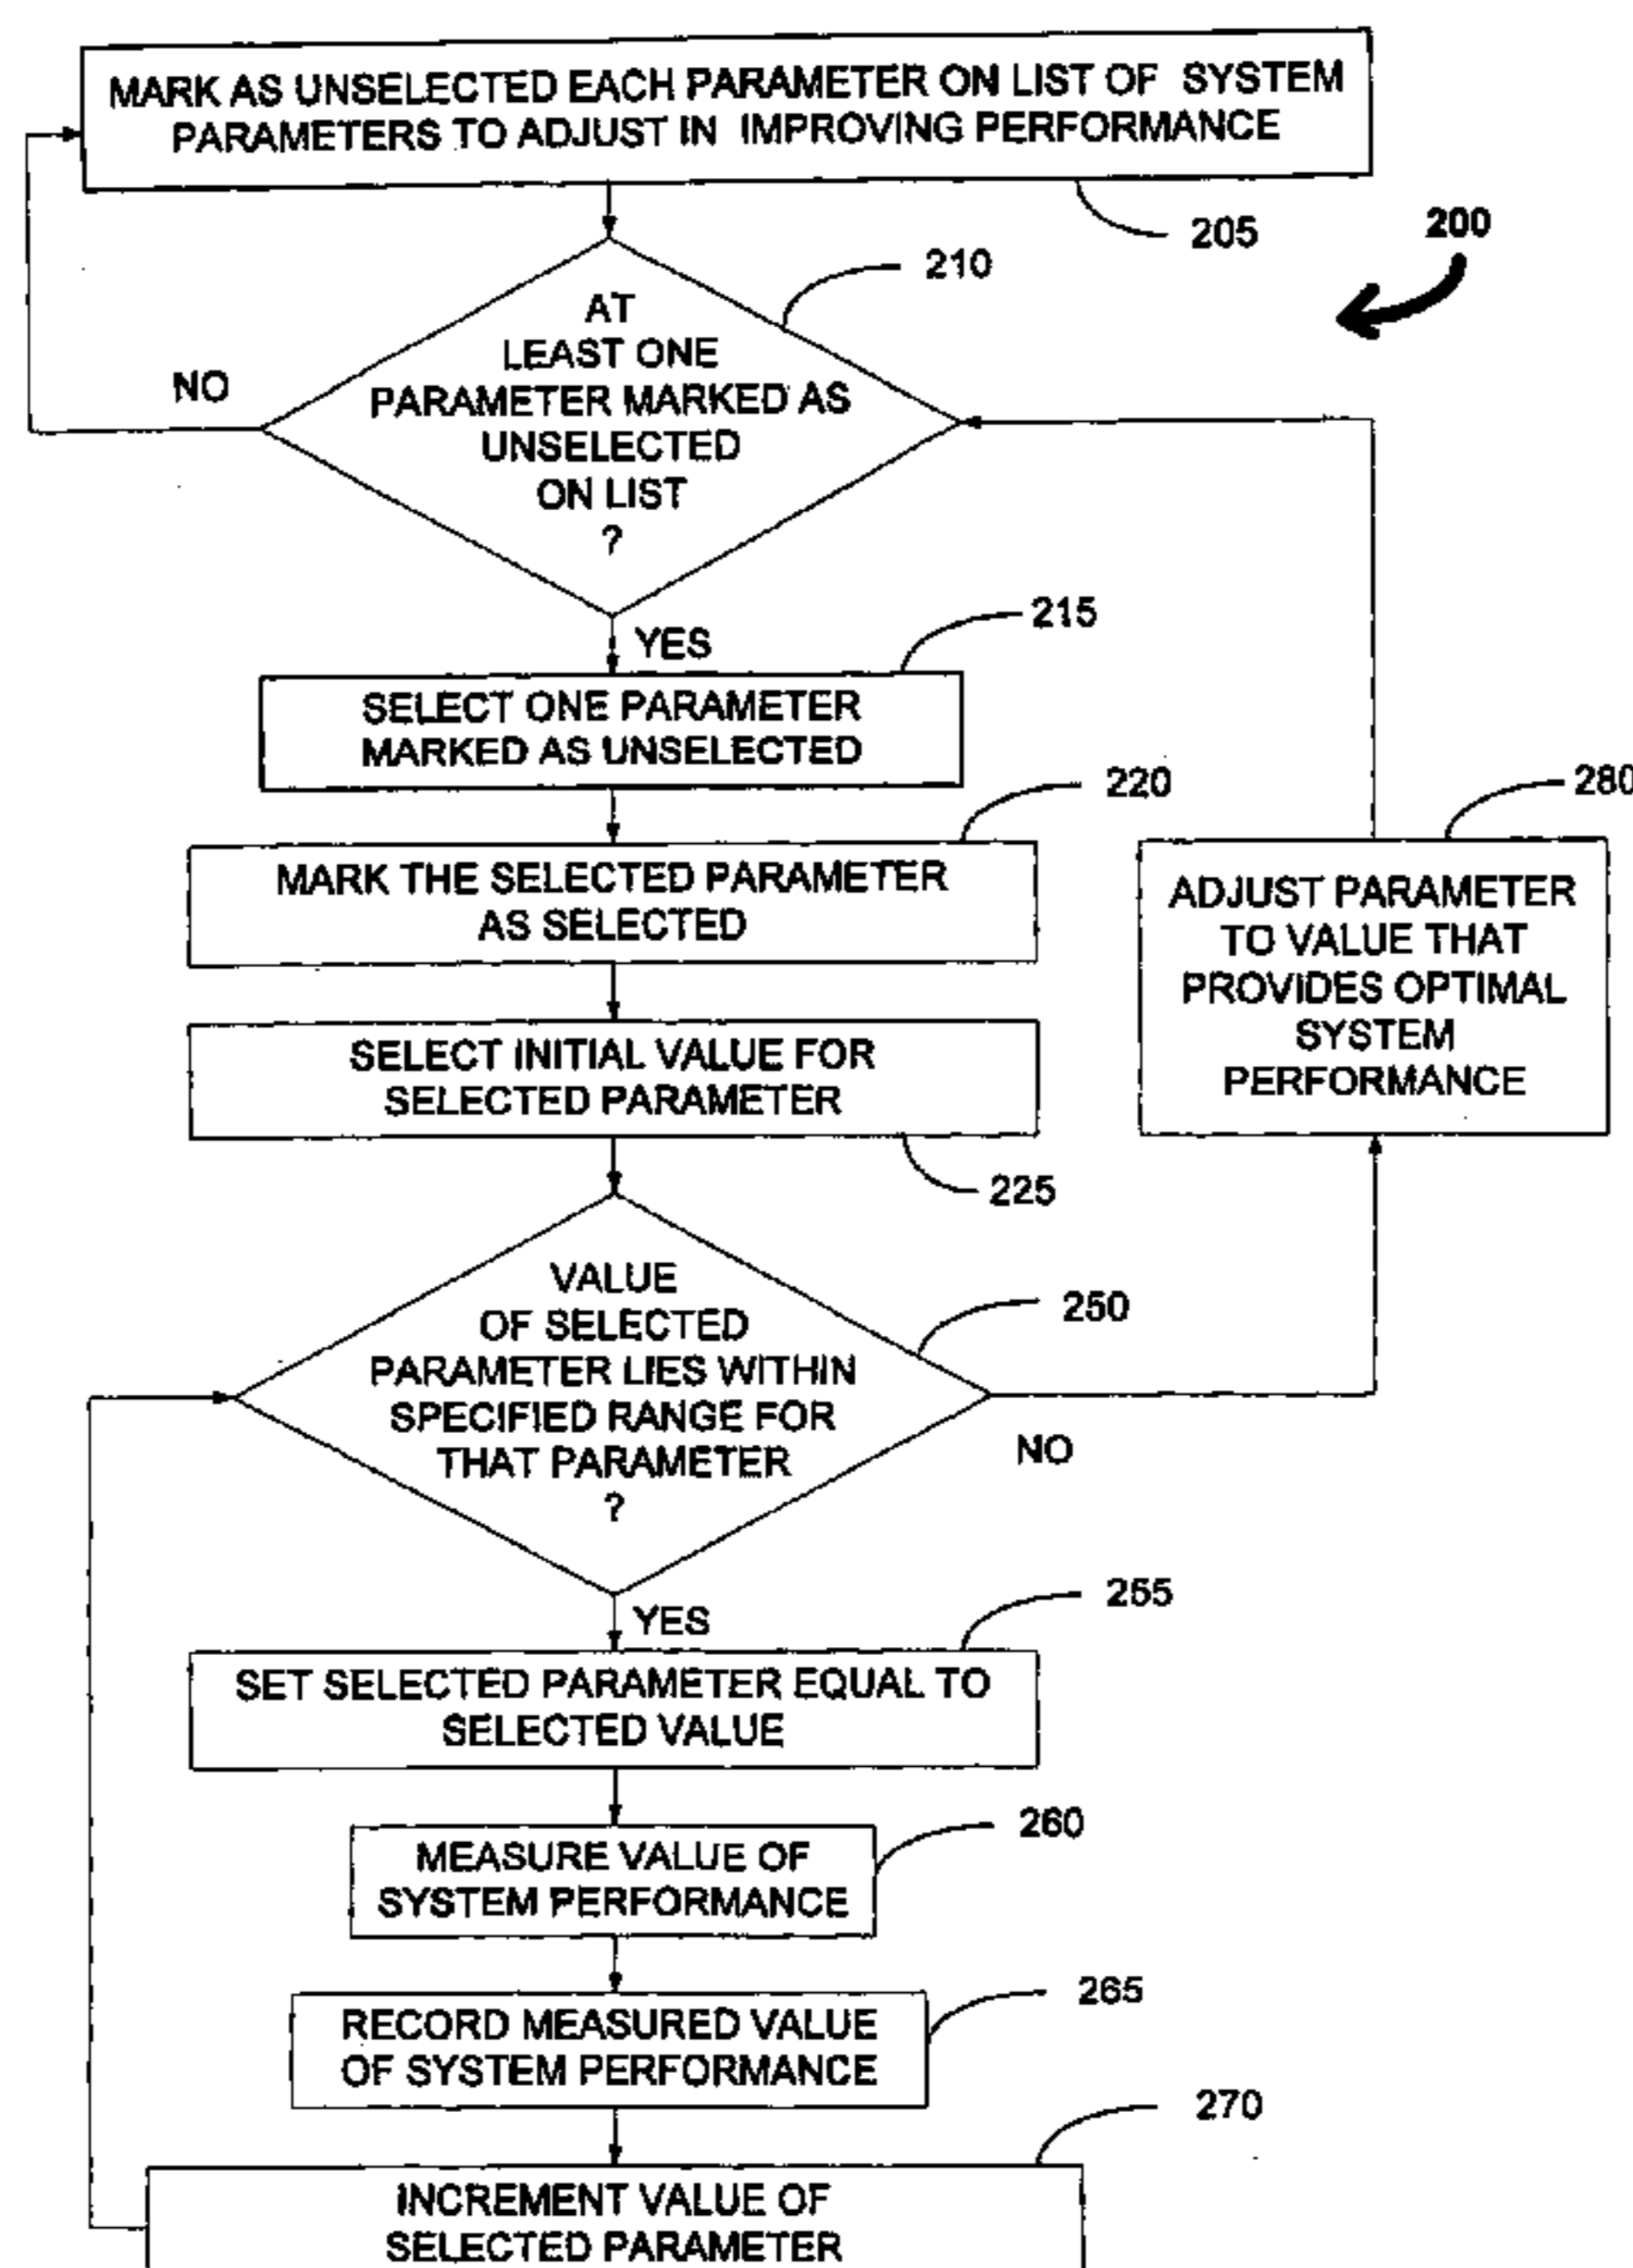 MARK AS UNSELECTED EACH PARAMETER ON LIST OF SYSTEM
PARAMETERS TO ADJUST IN IMPROVING PERFORMANCE
205
200
210
AT
LEAST ONE
PARAMETER MARKED AS
UNSELECTED
ON LIST
?
NO
YES
215
SELECT ONE PARAMETER
MARKED AS UNSELECTED
220
MARK THE SELECTED PARAMETER
AS SELECTED
280
ADJUST PARAMETER
TO VALUE THAT
PROVIDES OPTIMAL
SYSTEM
PERFORMANCE
SELECT INITIAL VALUE FOR
SELECTED PARAMETER
225
VALUE
OF SELECTED
PARAMETER LIES WITHIN
SPECIFIED RANGE FOR
THAT PARAMETER
?
250
NO
YES
255
SET SELECTED PARAMETER EQUAL TO
SELECTED VALUE
260
MEASURE VALUE OF
SYSTEM PERFORMANCE
265
RECORD MEASURED VALUE
OF SYSTEM PERFORMANCE
270
INCREMENT VALUE OF
SELECTED PARAMETER